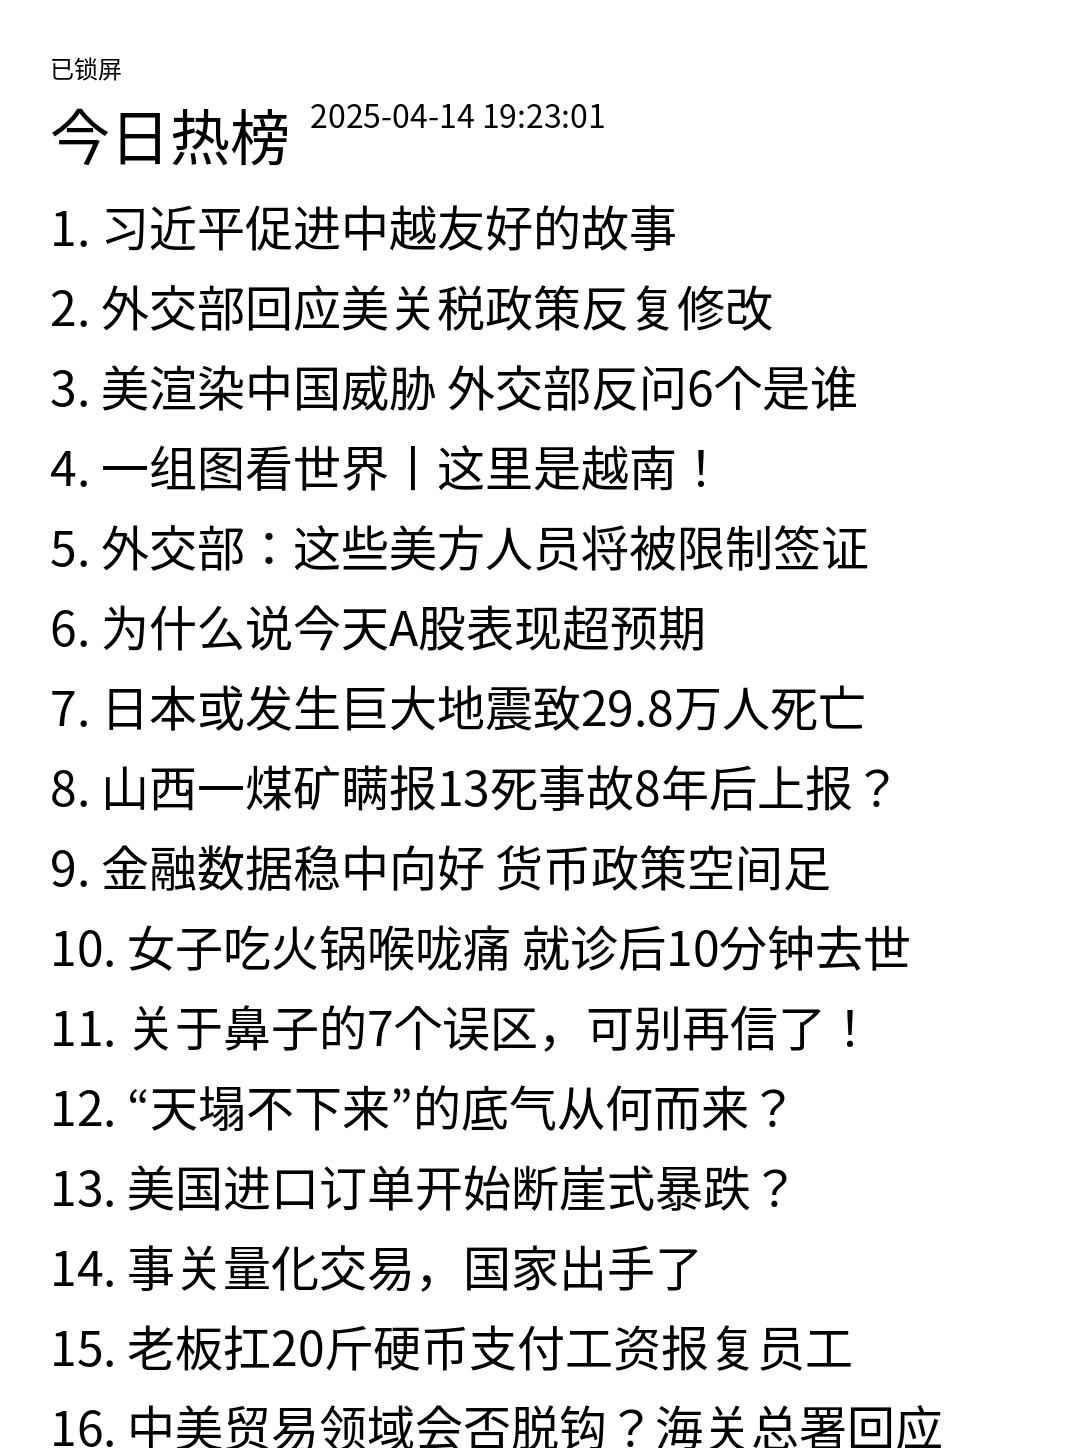 已锁屏
今日热榜 2025-04-14 19:23:01
1. 习近平促进中越友好的故事
2. 外交部回应美关税政策反复修改
3. 美渲染中国威胁 外交部反问6个是谁
4. 一组图看世界丨这里是越南！
5. 外交部：这些美方人员将被限制签证
6. 为什么说今天A股表现超预期
7. 日本或发生巨大地震致29.8万人死亡
8. 山西一煤矿瞒报13死事故8年后上报？
9. 金融数据稳中向好 货币政策空间足
10. 女子吃火锅喉咙痛 就诊后10分钟去世
11. 关于鼻子的7个误区，可别再信了！
12. “天塌不下来”的底气从何而来？
13. 美国进口订单开始断崖式暴跌？
14. 事关量化交易，国家出手了
15. 老板扛20斤硬币支付工资报复员工
16. 中美贸易领域会否脱钩？海关总署回应